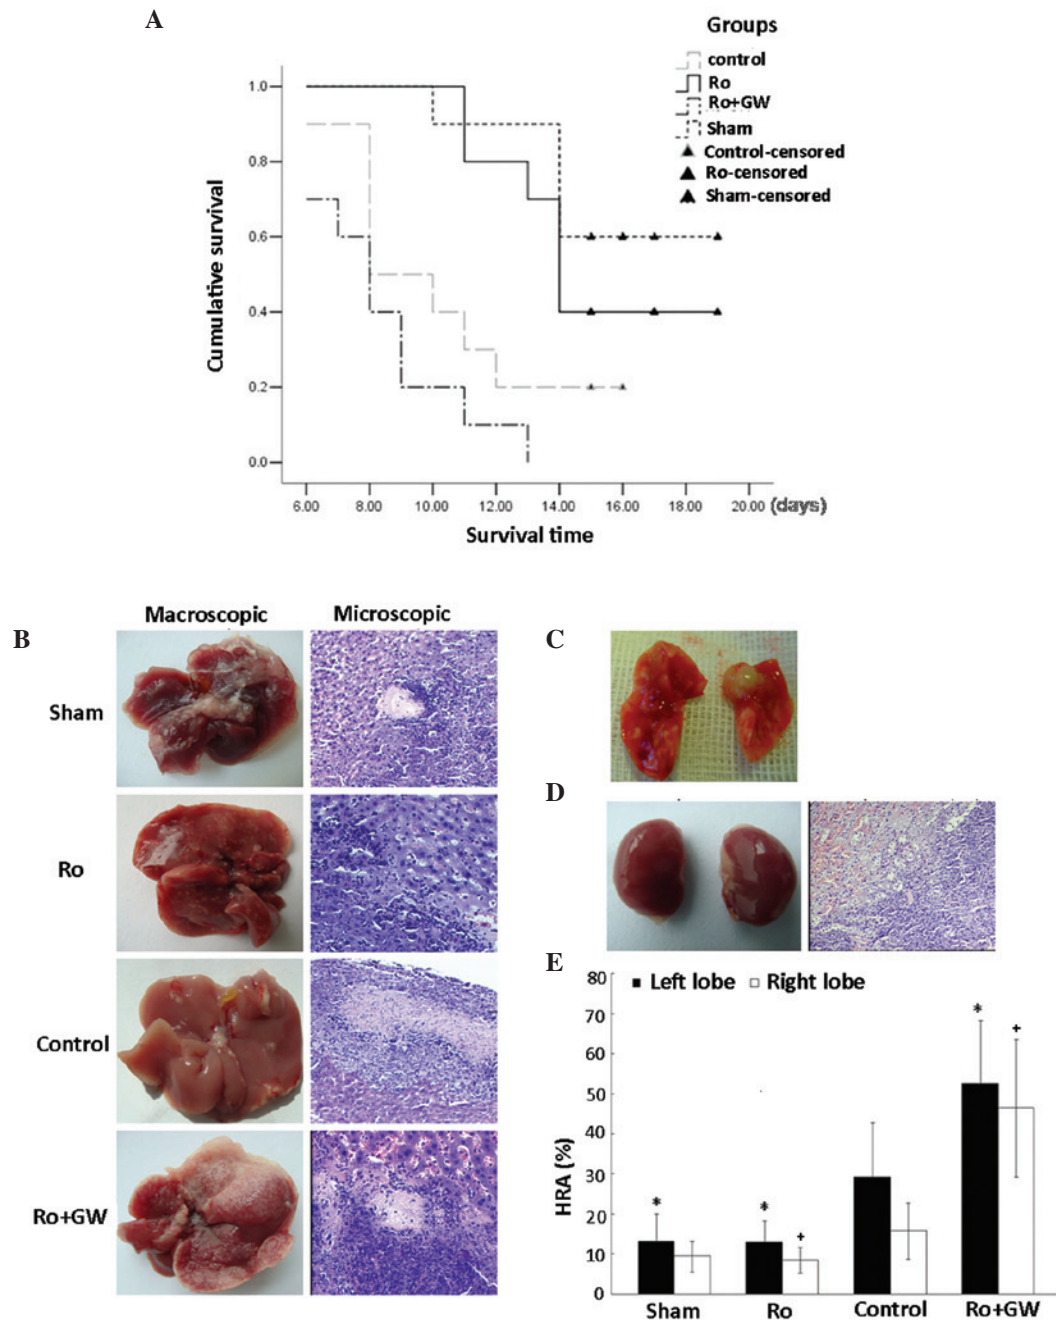 A
Groups
control
Ro
Ro+GW
Sham
Control-censored
Ro-censored
Sham-censored
Cumulative survival
1.0
0.8
0.6
0.4
0.2
0.0
6.00 8.00 10.00 12.00 14.00 16.00 18.00 20.00 (days)
Survival time
B
Macroscopic Microscopic
Sham
Ro
Control
Ro+GW
C
D
E
Left lobe Right lobe
HRA (%)
80
70
60
50
40
30
20
10
0
* * + * +
Sham Ro Control Ro+GW